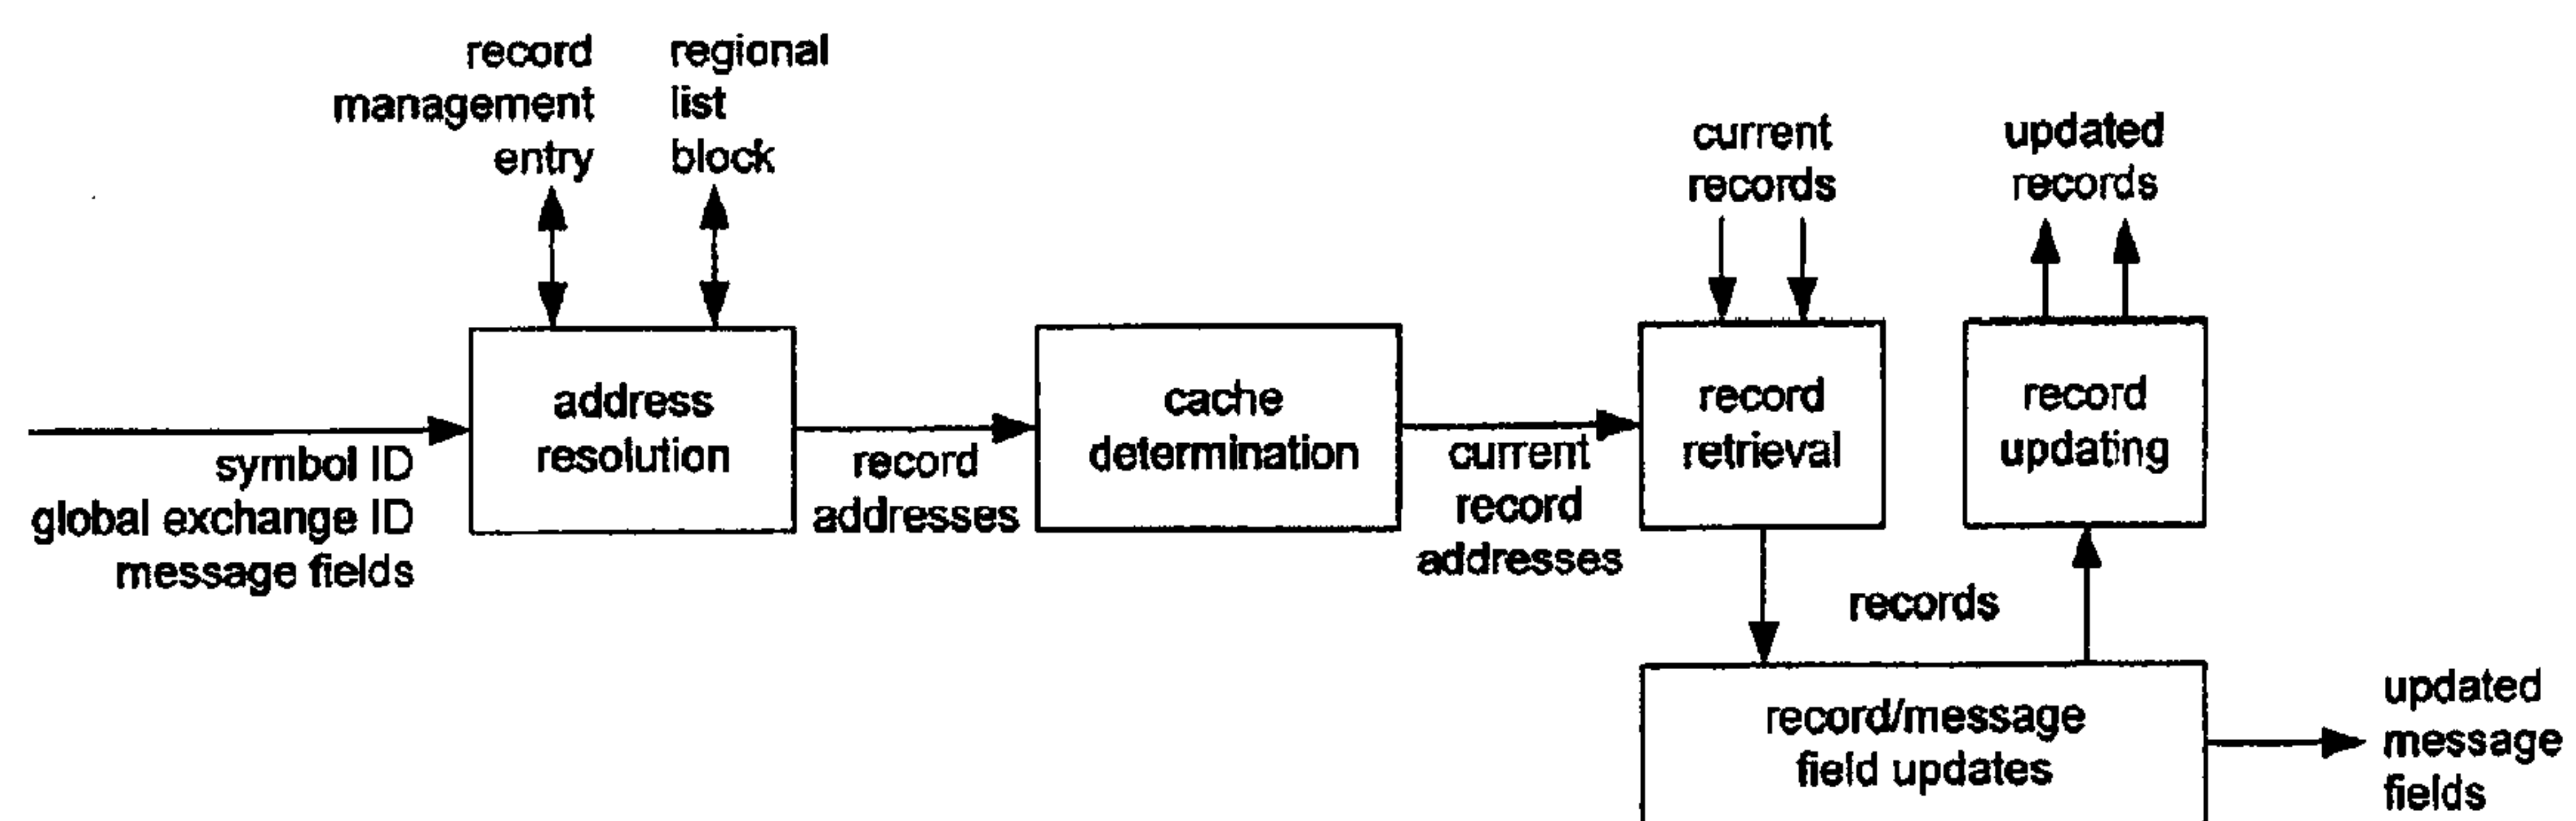 record
management
entry
regional
list
block
current
records
updated
records
symbol ID
global exchange ID
message fields
address
resolution
record
addresses
cache
determination
current
record
addresses
record
retrieval
record
updating
records
record/message
field updates
updated
message
fields